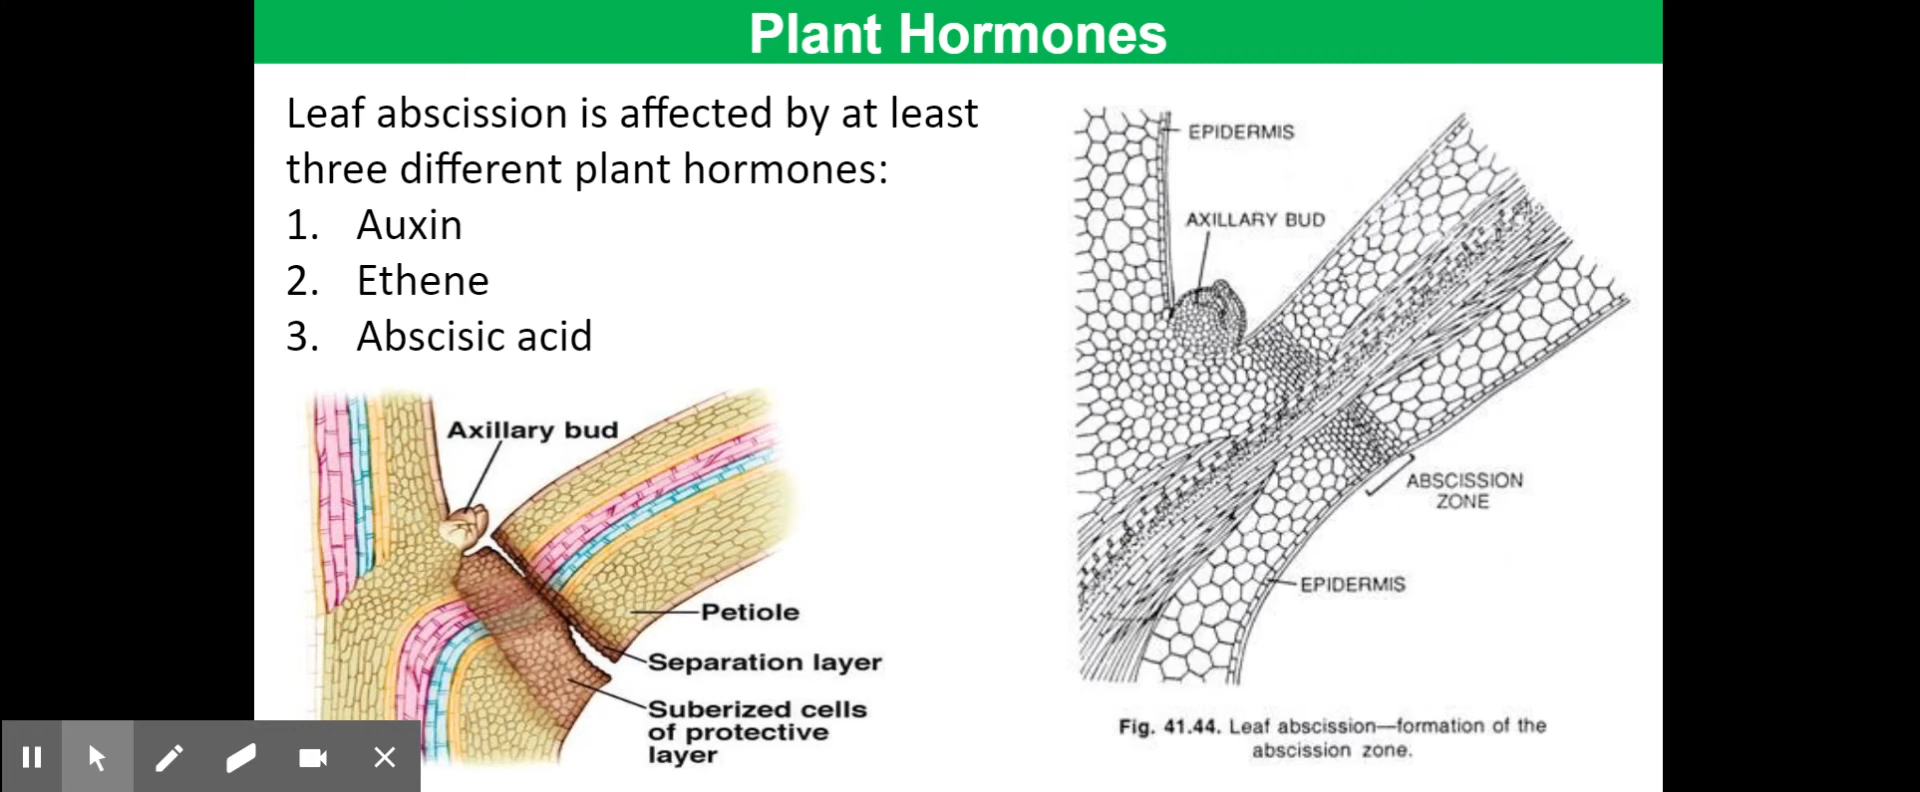 Plant Hormones
Leaf abscission is affected by at least
three different plant hormones:
1. Auxin
2. Ethene
3. Abscisic acid
Axillary bud
Petiole
Separation layer
Suberized cells
of protective
layer
EPIDERMIS
AXILLARY BUD
ABSCISSION
ZONE
EPIDERMIS
Fig. 41.44. Leaf abscission—formation of the
abscission zone.